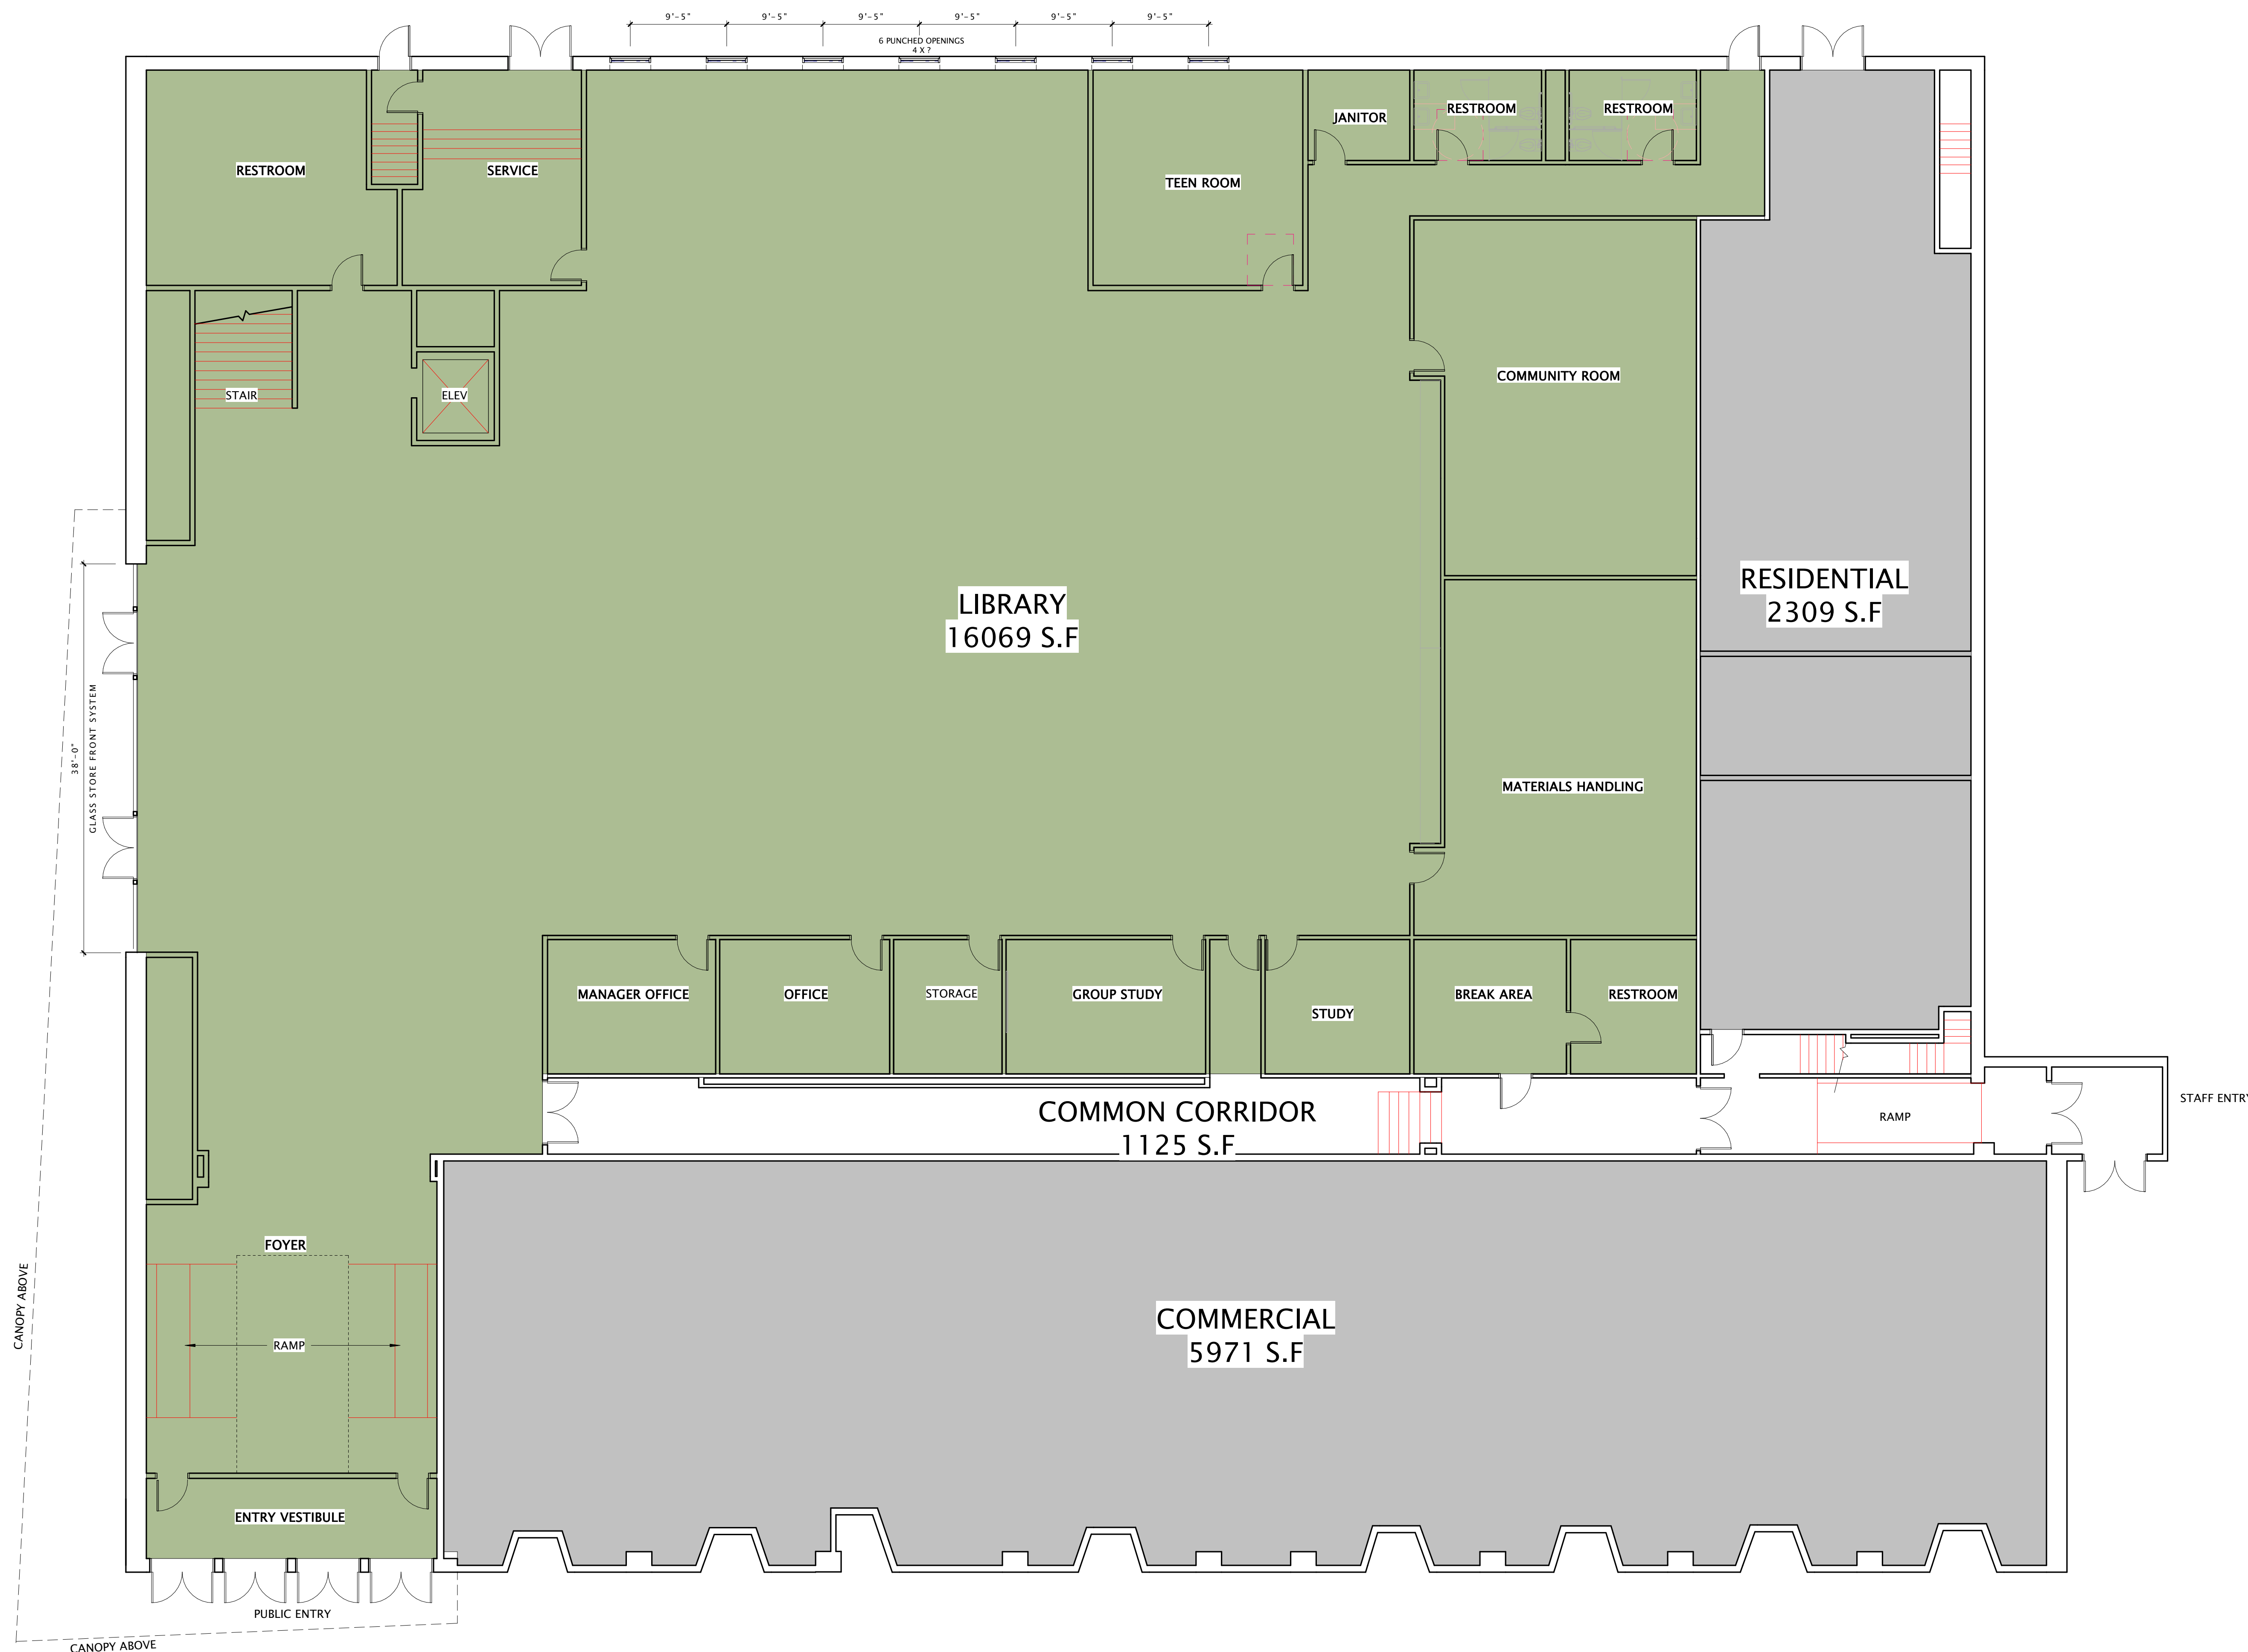 9'-5" 9'-5" 9'-5" 9'-5" 9'-5" 9'-5"
6 PUNCHED OPENINGS
4 X ?
RESTROOM
SERVICE
TEEN ROOM
JANITOR
RESTROOM
RESTROOM
STAIR
ELEV
COMMUNITY ROOM
LIBRARY
16069 S.F
RESIDENTIAL
2309 S.F
38'-0"
GLASS STORE FRONT SYSTEM
MATERIALS HANDLING
MANAGER OFFICE
OFFICE
STORAGE
GROUP STUDY
STUDY
BREAK AREA
RESTROOM
COMMON CORRIDOR
1125 S.F
RAMP
STAFF ENTRY
FOYER
CANOPY ABOVE
RAMP
COMMERCIAL
5971 S.F
ENTRY VESTIBULE
PUBLIC ENTRY
CANOPY ABOVE